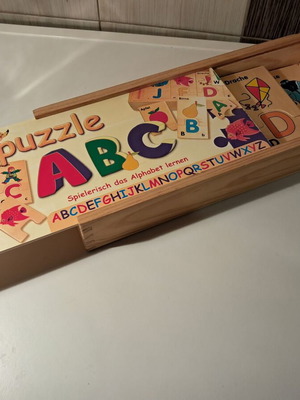 puzzle
ABC
Spielerisch das Alphabet lernen
ABCDEFGHIJKLMNOPQRSTUVWXYZ
J
F
W
Drache
D